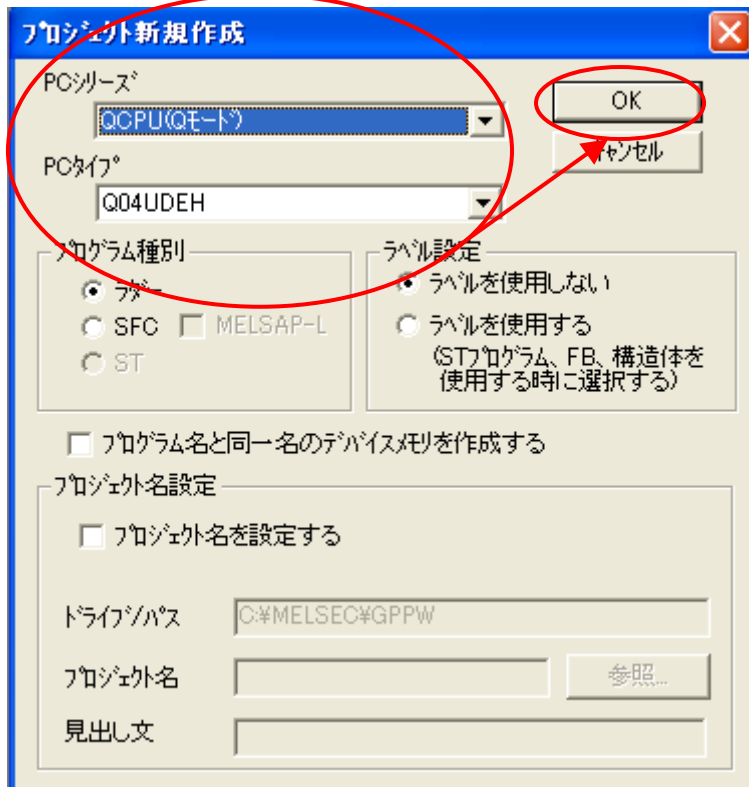 プロジェクト新規作成
PCシリーズ
QCPU(Qモード)
OK
キャンセル
PCタイプ
Q04UDEH
プログラム種別
ラダー
SFC
MELSAP-L
ST
ラベル設定
ラベルを使用しない
ラベルを使用する
(STプログラム、FB、構造体を
使用する時に選択する)
プログラム名と同一名のデバイスメモリを作成する
プロジェクト名設定
プロジェクト名を設定する
ドライブ/パス
C:¥MELSEC¥GPPW
プロジェクト名
参照...
見出し文